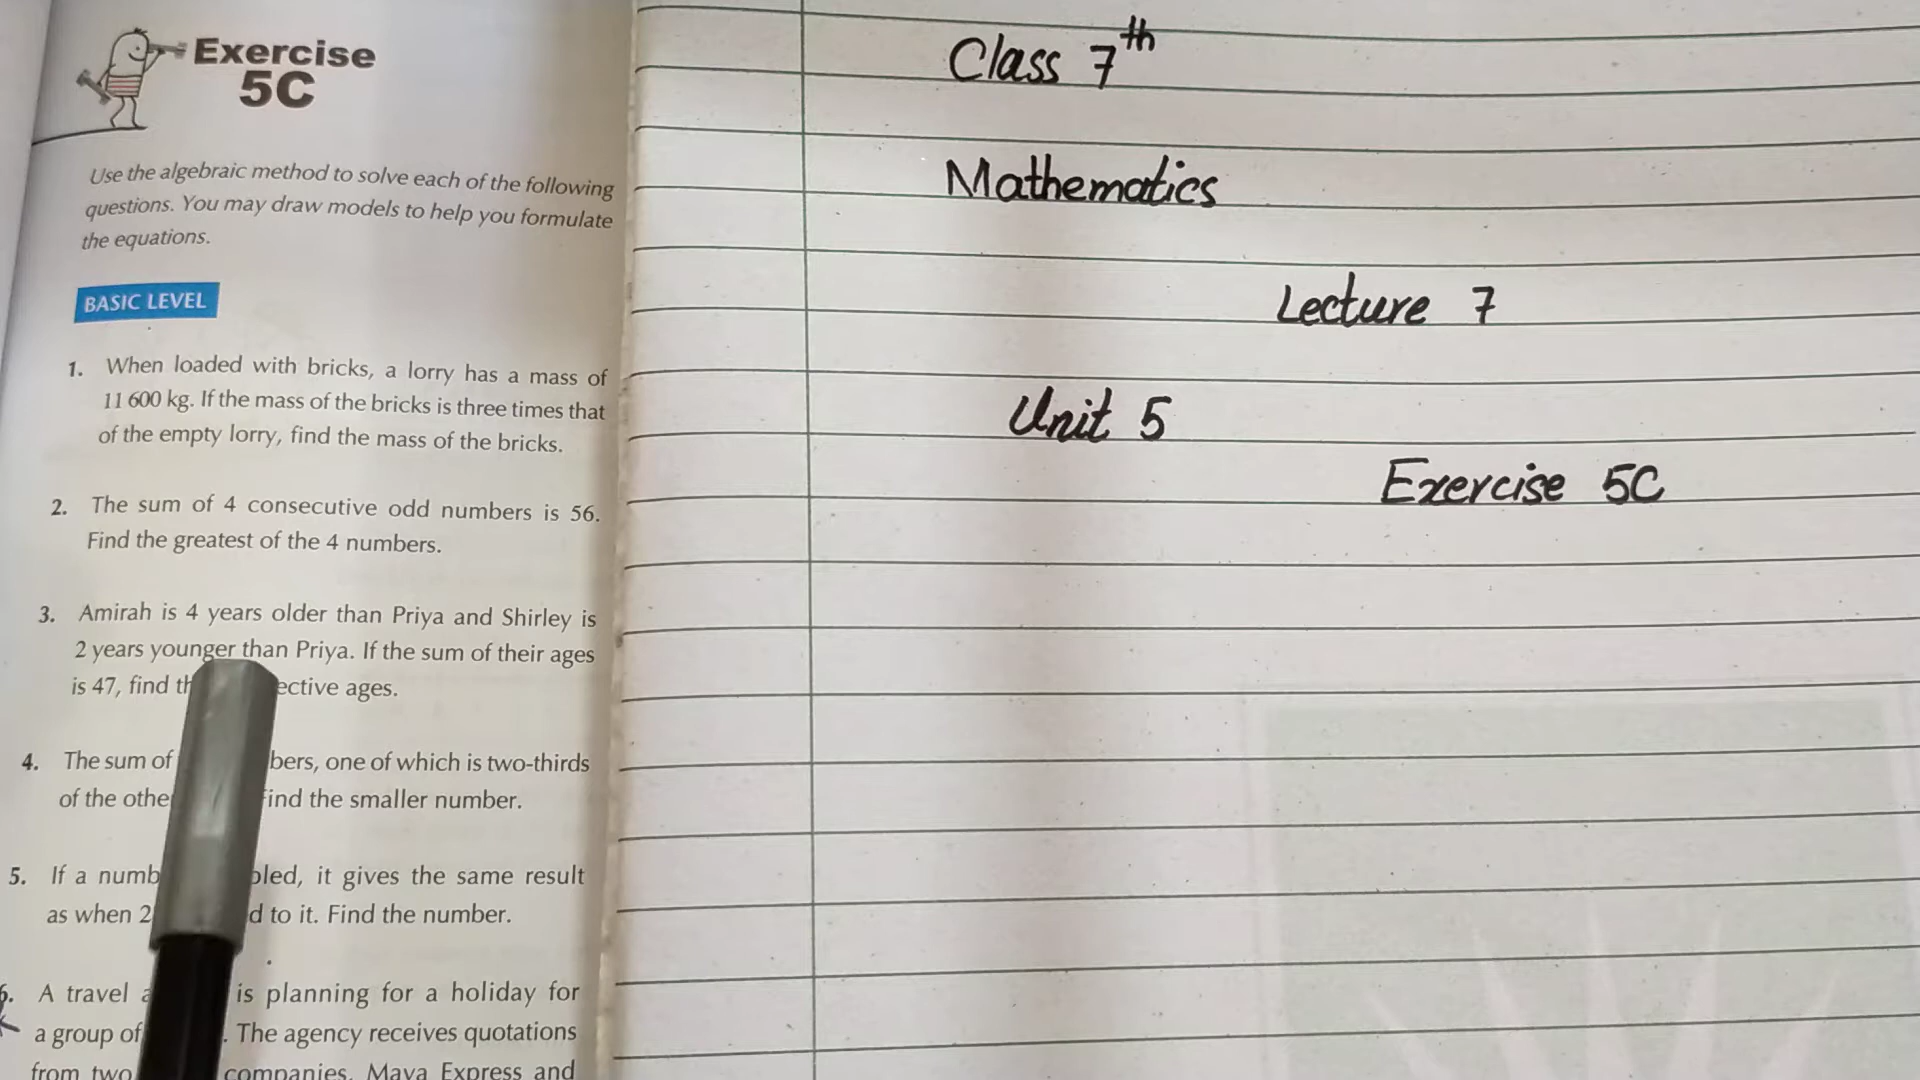 Exercise
5C
Use the algebraic method to solve each of the following
questions. You may draw models to help you formulate
the equations.
BASIC LEVEL
1. When loaded with bricks, a lorry has a mass of
11 600 kg. If the mass of the bricks is three times that
of the empty lorry, find the mass of the bricks.
2. The sum of 4 consecutive odd numbers is 56.
Find the greatest of the 4 numbers.
3. Amirah is 4 years older than Priya and Shirley is
2 years younger than Priya. If the sum of their ages
is 47, find ages.
4. The sum of one of which is two-thirds
of the the smaller number.
5. If a it gives the same result
as when to it. Find the number.
A travel is planning for a holiday for
a group of The agency receives quotations
from two companies, Maya Express and
Class 7th
Mathematics
Lecture 7
Unit 5
Exercise 5C